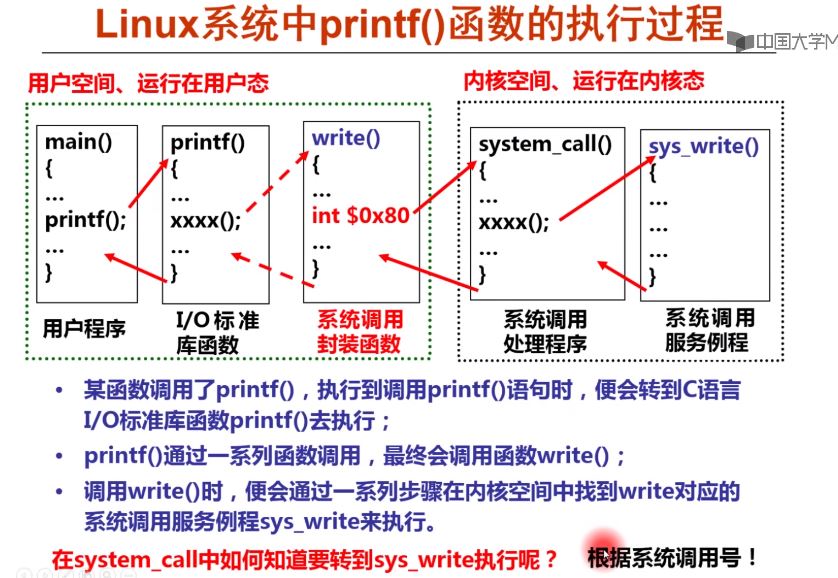 Linux系统中printf()函数的执行过程
中国大学M
用户空间、运行在用户态
内核空间、运行在内核态
main()
{
…
printf();
…
}
用户程序
printf()
{
…
xxxx();
…
}
I/O标准
库函数
write()
{
…
int $0x80
…
}
系统调用
封装函数
system_call()
{
…
xxxx();
…
}
系统调用
处理程序
sys_write()
{
…
…
…
}
系统调用
服务例程
• 某函数调用了printf()，执行到调用printf()语句时，便会转到C语言
I/O标准库函数printf()去执行；
• printf()通过一系列函数调用，最终会调用函数write()；
• 调用write()时，便会通过一系列步骤在内核空间中找到write对应的
系统调用服务例程sys_write来执行。
在system_call中如何知道要转到sys_write执行呢？
根据系统调用号！